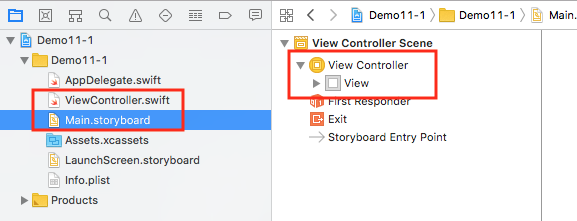 Demo11-1
Demo11-1
AppDelegate.swift
ViewController.swift
Main.storyboard
Assets.xcassets
LaunchScreen.storyboard
Info.plist
Products
Demo11-1 Demo11-1 Main.
View Controller Scene
View Controller
View
First Responder
Exit
Storyboard Entry Point